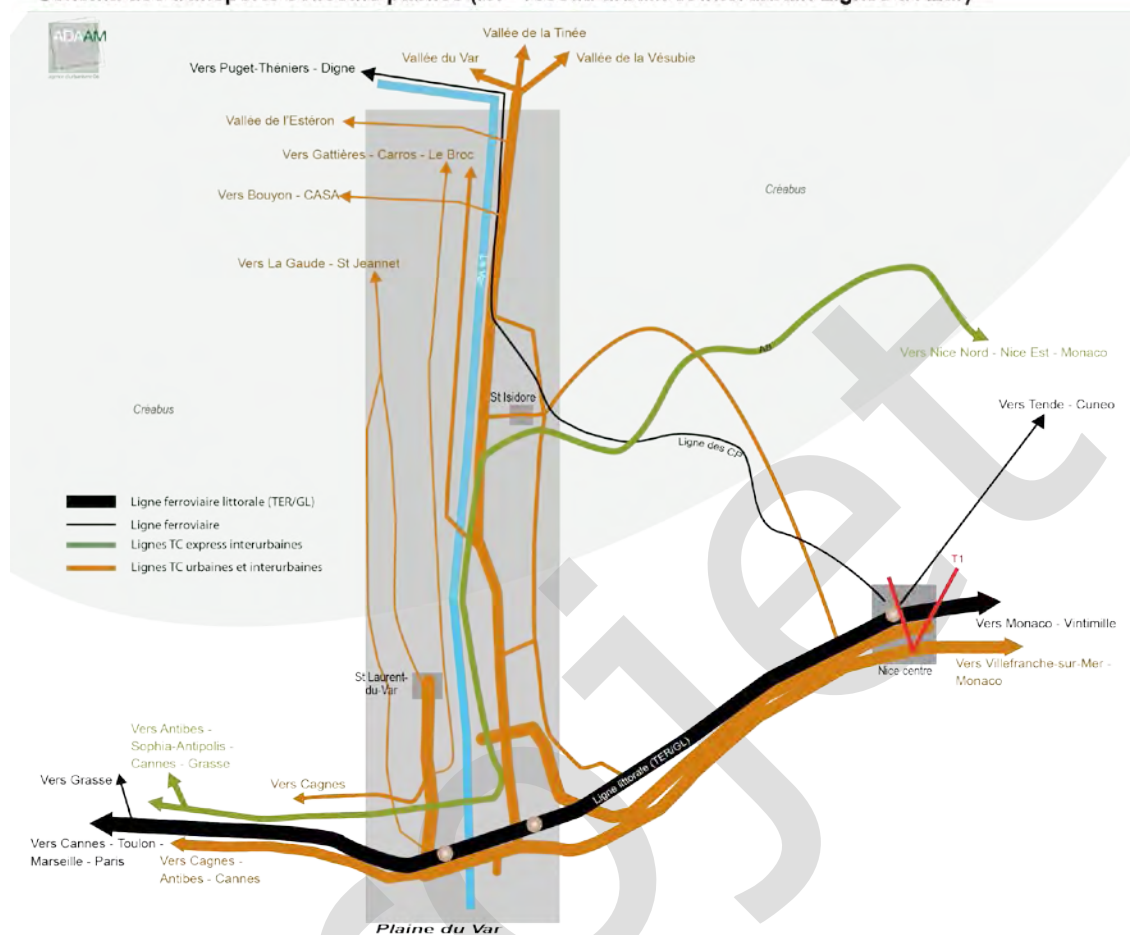 ADAAM
Vallée de la Tinée
Vallée du Var
Vallée de la Vésubie
Vers Puget-Théniers - Digne
Vallée de l'Estéron
Vers Gattières - Carros - Le Broc
Créabus
Vers Bouyon - CASA
Vers La Gaude - St Jeannet
Vers Nice Nord - Nice Est - Monaco
A8
St Isidore
Créabus
Vers Tende - Cuneo
Ligne des CP
Ligne ferroviaire littorale (TER/GL)
Ligne ferroviaire
Lignes TC express interurbaines
Lignes TC urbaines et interurbaines
T1
Vers Monaco - Vintimille
Nice centre
Vers Villefranche-sur-Mer -
Monaco
St Laurent-
du-Var
Vers Antibes -
Sophia-Antipolis -
Cannes - Grasse
Ligne littorale (TER/GL)
Vers Grasse
Vers Cagnes
Vers Cannes - Toulon -
Marseille - Paris
Vers Cagnes -
Antibes - Cannes
Plaine du Var
ojet